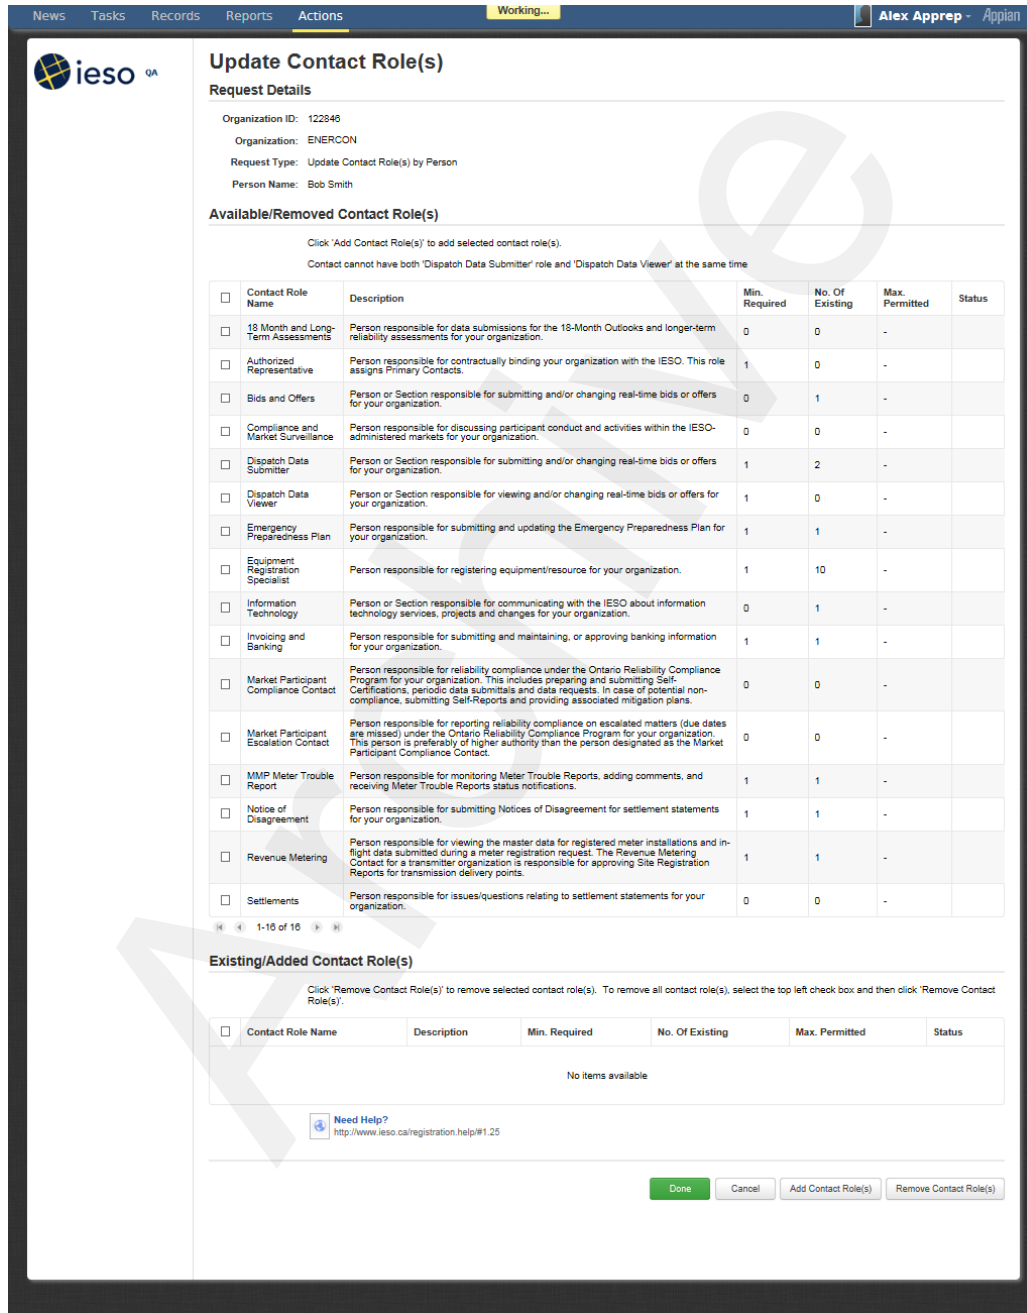 News Tasks Records Reports Actions Working... Alex Apprep - Appian
ieso QA
Update Contact Role(s)
Request Details
Organization ID: 122846
Organization: ENERCON
Request Type: Update Contact Role(s) by Person
Person Name: Bob Smith
Available/Removed Contact Role(s)
Click 'Add Contact Role(s)' to add selected contact role(s).
Contact cannot have both 'Dispatch Data Submitter' role and 'Dispatch Data Viewer' at the same time
Contact Role Name Description Min. Required No. Of Existing Max. Permitted Status
18 Month and Long-
Term Assessments
Person responsible for data submissions for the 18-Month Outlooks and longer-term
reliability assessments for your organization.
0 0 -
Authorized
Representative
Person responsible for contractually binding your organization with the IESO. This role
assigns Primary Contacts.
1 0 -
Bids and Offers
Person or Section responsible for submitting and/or changing real-time bids or offers
for your organization.
0 1 -
Compliance and
Market Surveillance
Person responsible for discussing participant conduct and activities within the IESO-
administered markets for your organization.
0 0 -
Dispatch Data
Submitter
Person or Section responsible for submitting and/or changing real-time bids or offers
for your organization.
1 2 -
Dispatch Data
Viewer
Person or Section responsible for viewing and/or changing real-time bids or offers for
your organization.
1 0 -
Emergency
Preparedness Plan
Person responsible for submitting and updating the Emergency Preparedness Plan for
your organization.
1 1 -
Equipment
Registration
Specialist
Person responsible for registering equipment/resource for your organization.
1 10 -
Information
Technology
Person or Section responsible for communicating with the IESO about information
technology services, projects and changes for your organization.
0 1 -
Invoicing and
Banking
Person responsible for submitting and maintaining, or approving banking information
for your organization.
1 1 -
Market Participant
Compliance Contact
Person responsible for reliability compliance under the Ontario Reliability Compliance
Program for your organization. This includes preparing and submitting Self-
Certifications, periodic data submittals and data requests. In case of potential non-
compliance, submitting Self-Reports and providing associated mitigation plans.
0 0 -
Market Participant
Escalation Contact
Person responsible for reporting reliability compliance on escalated matters (due dates
are missed) under the Ontario Reliability Compliance Program for your organization.
This person is preferably of higher authority than the person designated as the Market
Participant Compliance Contact.
0 0 -
MMP Meter Trouble
Report
Person responsible for monitoring Meter Trouble Reports, adding comments, and
receiving Meter Trouble Reports status notifications.
1 1 -
Notice of
Disagreement
Person responsible for submitting Notices of Disagreement for settlement statements
for your organization.
1 1 -
Revenue Metering
Person responsible for viewing the master data for registered meter installations and in-
flight data submitted during a meter registration request. The Revenue Metering
Contact for a transmitter organization is responsible for approving Site Registration
Reports for transmission delivery points.
1 1 -
Settlements
Person responsible for issues/questions relating to settlement statements for your
organization.
0 0 -
1-16 of 16
Existing/Added Contact Role(s)
Click 'Remove Contact Role(s)' to remove selected contact role(s). To remove all contact role(s), select the top left check box and then click 'Remove Contact
Role(s)'.
Contact Role Name Description Min. Required No. Of Existing Max. Permitted Status
No items available
Need Help?
http://www.ieso.ca/registration.help/#1.25
Done Cancel Add Contact Role(s) Remove Contact Role(s)
Archive